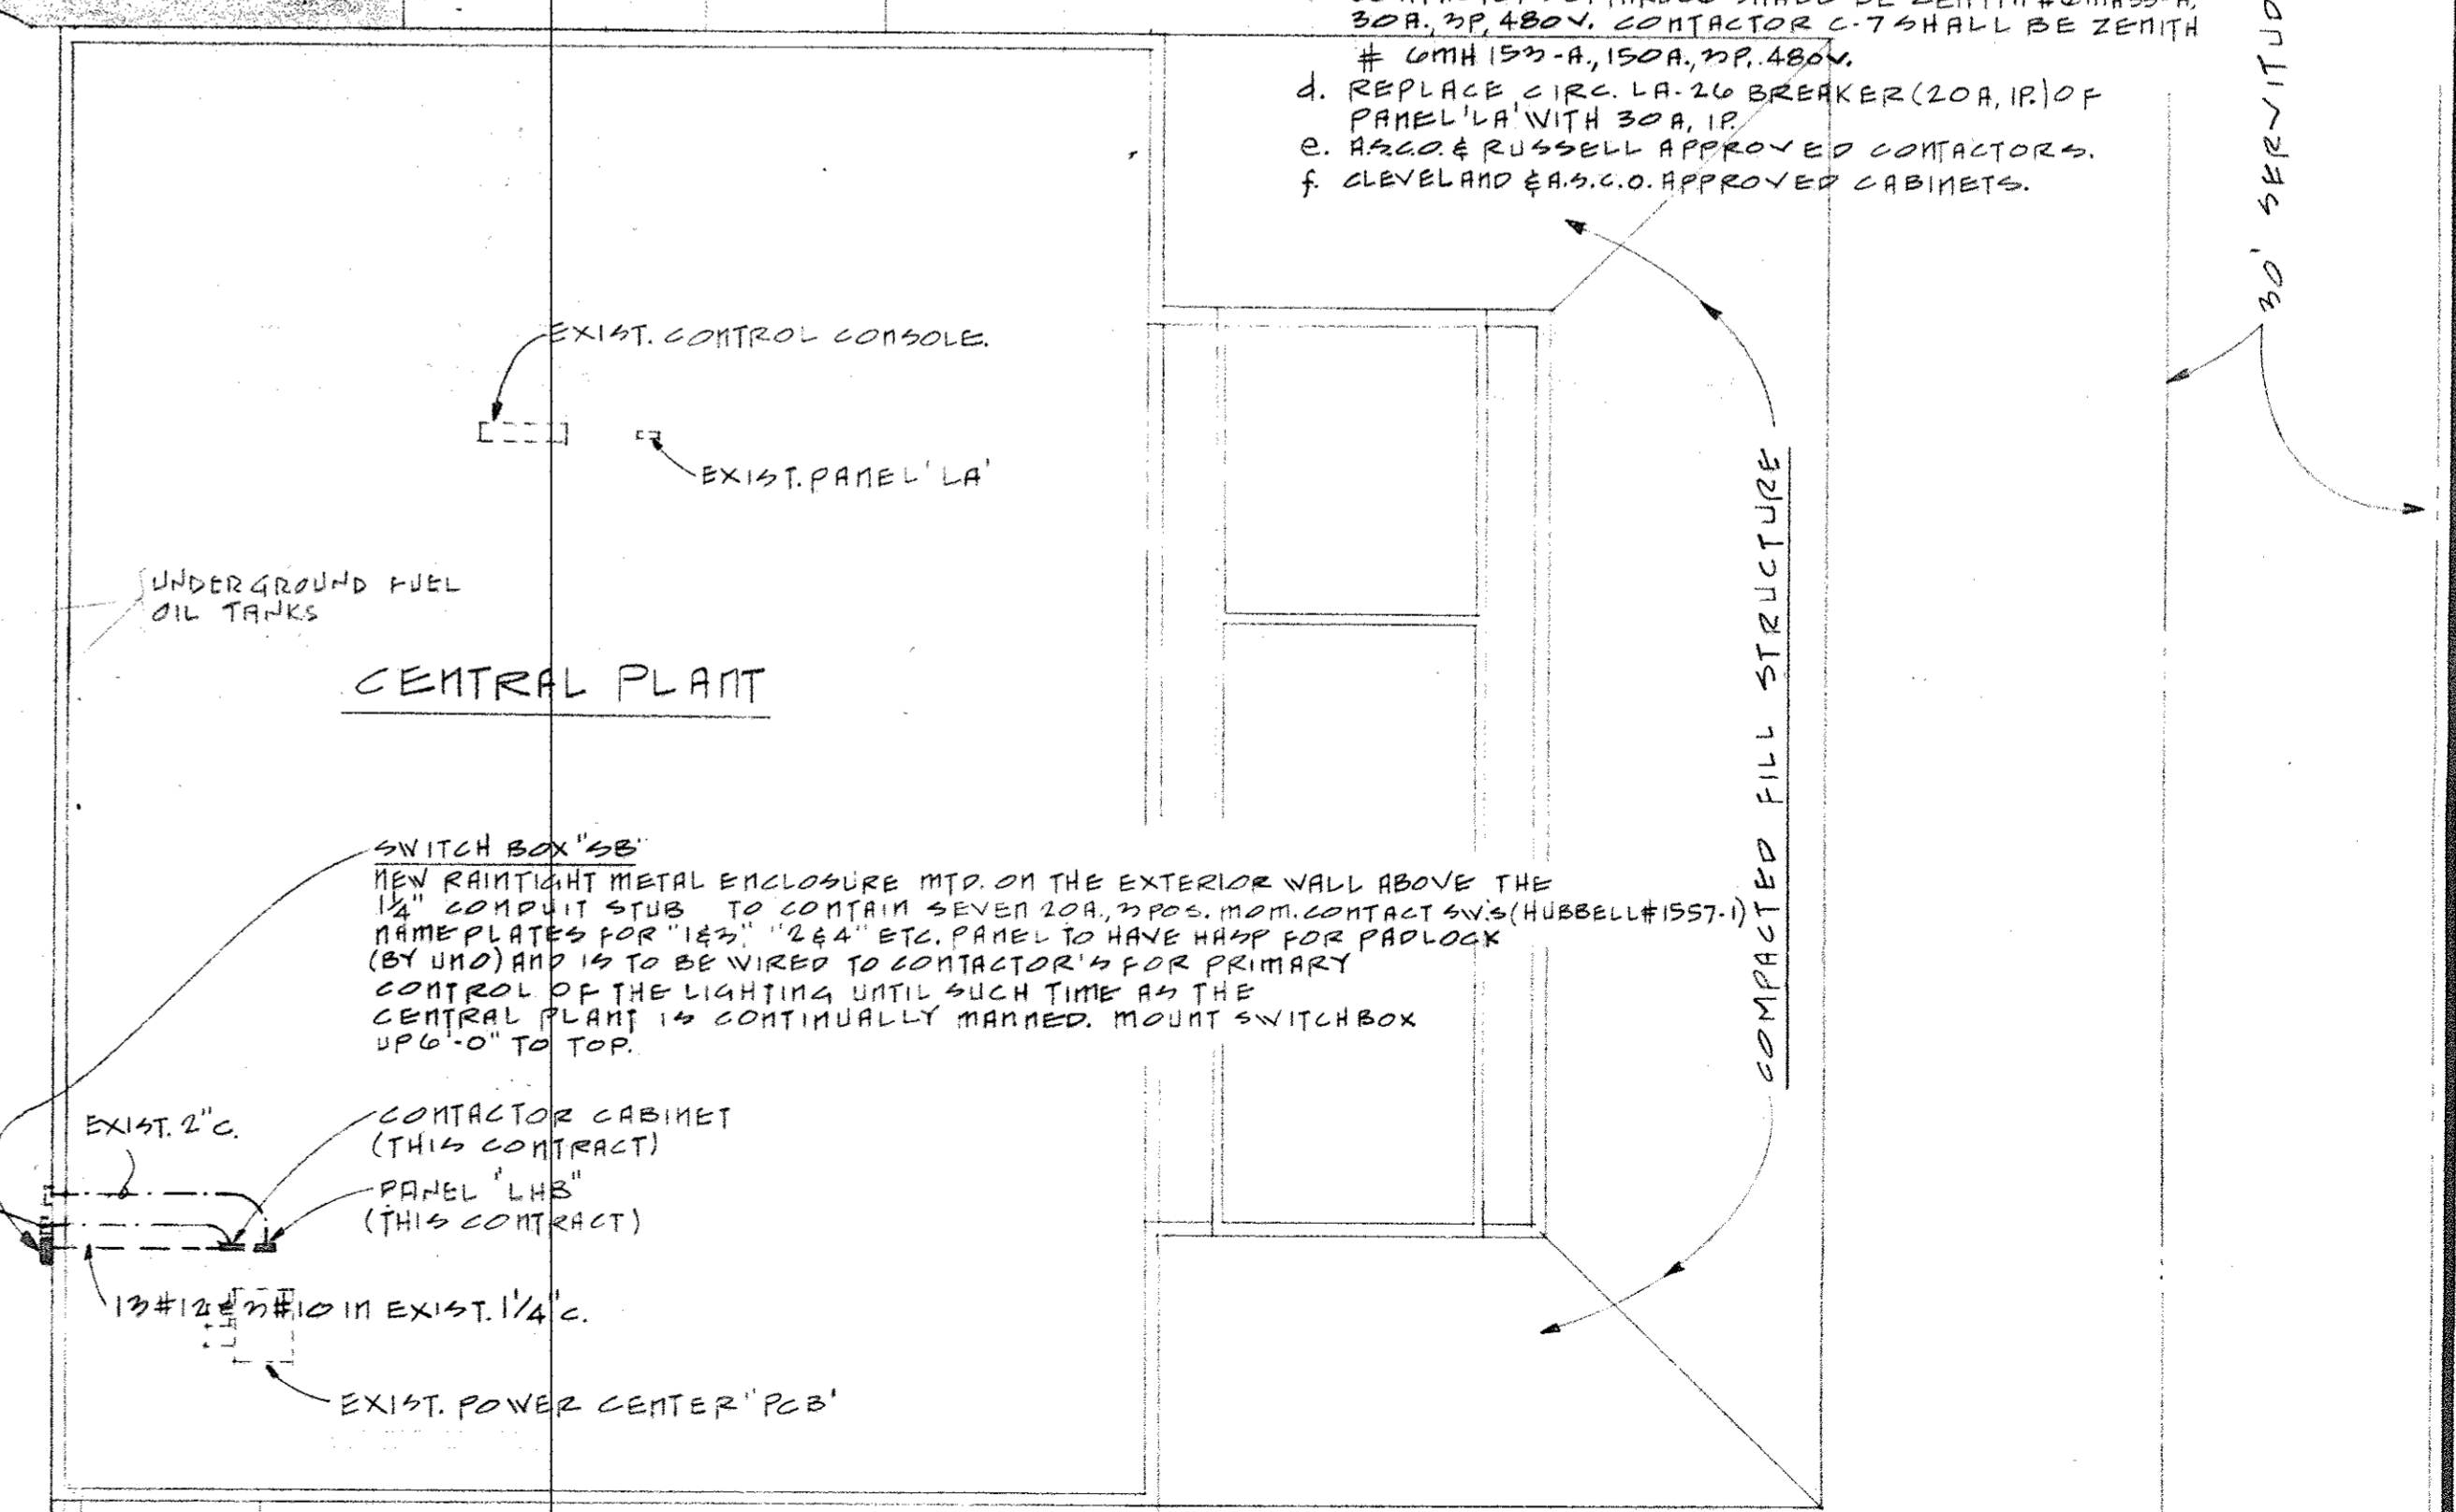 30A., 3P, 480V. CONTACTOR C-7 SHALL BE ZENITH
# 6MH 153-A., 150A., 3P, 480V.
d. REPLACE CIRC. LA-26 BREAKER (20A, 1P.) OF
PANEL 'LA' WITH 30A, 1P.
e. A.S.C.O. & RUSSELL APPROVED CONTACTORS.
f. CLEVELAND & A.S.C.O. APPROVED CABINETS.
30' 
EXIST. CONTROL CONSOLE.
EXIST. PANEL 'LA'
UNDERGROUND FUEL
OIL TANKS
CENTRAL PLANT
COMPACTED FILL STRUCTURE
SWITCH BOX "SB"
NEW RAINTIGHT METAL ENCLOSURE MTD. ON THE EXTERIOR WALL ABOVE THE
1¼" CONDUIT STUB TO CONTAIN SEVEN 20A., 3 POS. MOM. CONTACT SW.'S (HUBBELL #1557-1)
NAMEPLATES FOR "1&3" "2&4" ETC. PANEL TO HAVE HASP FOR PADLOCK
(BY UNO) AND IS TO BE WIRED TO CONTACTOR'S FOR PRIMARY
CONTROL OF THE LIGHTING UNTIL SUCH TIME AS THE
CENTRAL PLANT IS CONTINUALLY MANNED. MOUNT SWITCHBOX
UP 6'-0" TO TOP.
EXIST. 2"C.
CONTACTOR CABINET
(THIS CONTRACT)
PANEL 'LHB"
(THIS CONTRACT)
13#12 & 3#10 IN EXIST. 1¼"C.
EXIST. POWER CENTER 'PCB'